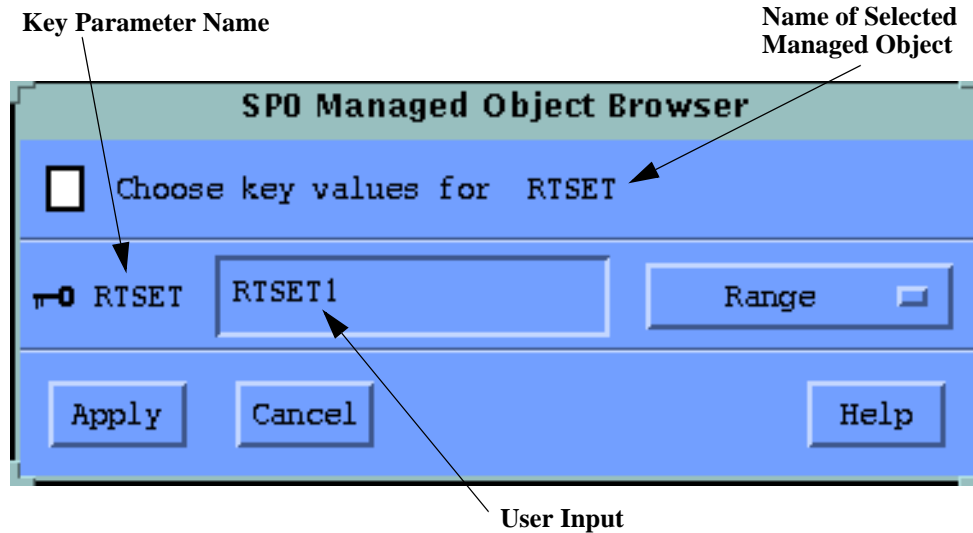 Key Parameter Name
Name of Selected
Managed Object
SPO Managed Object Browser
Choose key values for RTSET
RTSET RTSET1 Range
Apply Cancel Help
User Input